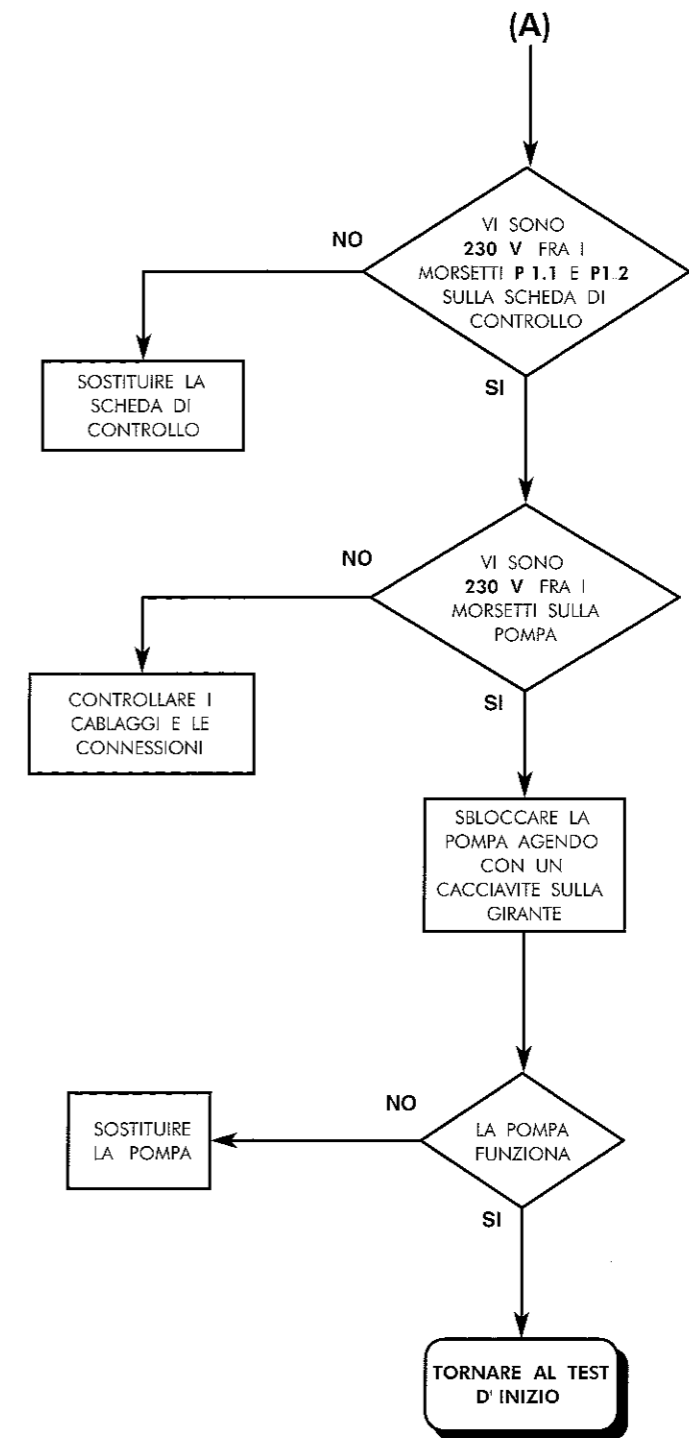 (A)
VI SONO
230 V FRA I
MORSETTI P 1.1 E P1.2
SULLA SCHEDA DI
CONTROLLO
NO
SI
SOSTITUIRE LA
SCHEDA DI
CONTROLLO
VI SONO
230 V FRA I
MORSETTI SULLA
POMPA
NO
SI
CONTROLLARE I
CABLAGGI E LE
CONNESSIONI
SBLOCCARE LA
POMPA AGENDO
CON UN
CACCIAVITE SULLA
GIRANTE
LA POMPA
FUNZIONA
NO
SI
SOSTITUIRE
LA POMPA
TORNARE AL TEST
D' INIZIO